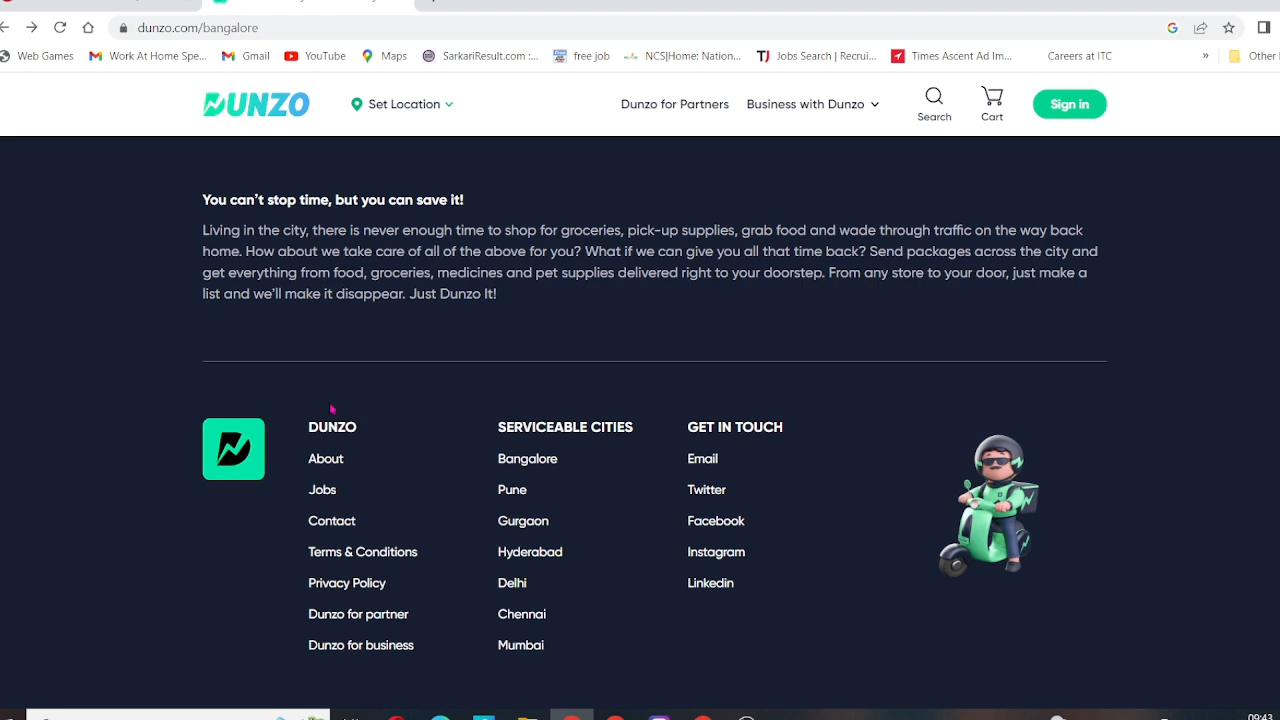 dunzo.com/bangalore
Web Games
Work At Home Spe...
Gmail
YouTube
Maps
SarkariResult.com :...
free job
NCS|Home: Nation...
Jobs Search | Recrui...
Times Ascent Ad Im...
Careers at ITC
»
Other
DUNZO
Set Location
Dunzo for Partners
Business with Dunzo
Search
Cart
Sign in
You can't stop time, but you can save it!
Living in the city, there is never enough time to shop for groceries, pick-up supplies, grab food and wade through traffic on the way back
home. How about we take care of all of the above for you? What if we can give you all that time back? Send packages across the city and
get everything from food, groceries, medicines and pet supplies delivered right to your doorstep. From any store to your door, just make a
list and we'll make it disappear. Just Dunzo It!
DUNZO
About
Jobs
Contact
Terms & Conditions
Privacy Policy
Dunzo for partner
Dunzo for business
SERVICEABLE CITIES
Bangalore
Pune
Gurgaon
Hyderabad
Delhi
Chennai
Mumbai
GET IN TOUCH
Email
Twitter
Facebook
Instagram
Linkedin
09:43